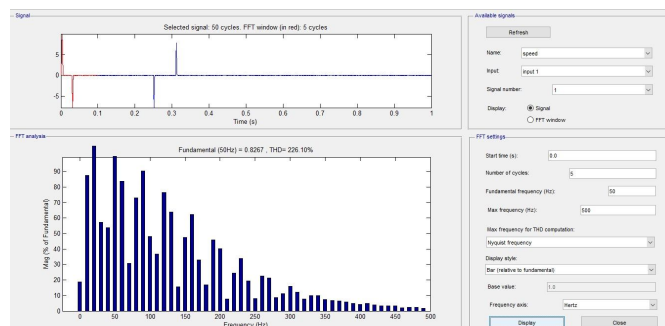 Signal
Selected signal: 50 cycles. FFT window (in red): 5 cycles
5
0
-5
0 0.1 0.2 0.3 0.4 0.5 0.6 0.7 0.8 0.9 1
Time (s)
FFT analysis
Fundamental (50Hz) = 0.8267 , THD= 226.10%
Mag (% of Fundamental)
90
80
70
60
50
40
30
20
10
0
0 50 100 150 200 250 300 350 400 450 500
Frequency (Hz)
Available signals
Refresh
Name: speed
Input: input 1
Signal number: 1
Display: Signal
FFT window
FFT settings
Start time (s): 0.0
Number of cycles: 5
Fundamental frequency (Hz): 50
Max frequency (Hz): 500
Max frequency for THD computation:
Nyquist frequency
Display style:
Bar (relative to fundamental)
Base value: 1.0
Frequency axis: Hertz
Display Close